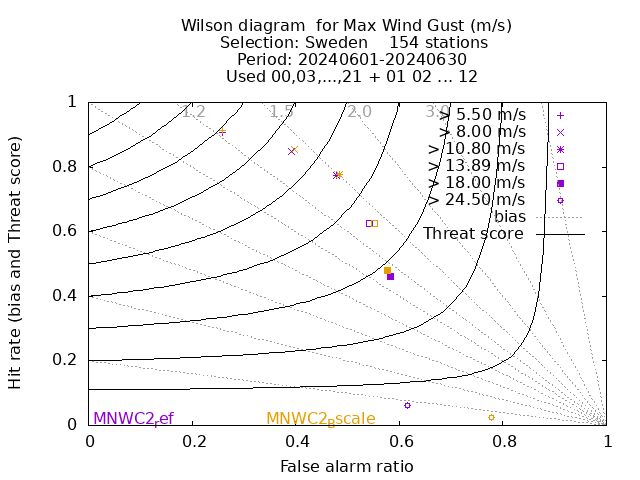 Wilson diagram  for Max Wind Gust (m/s)
Selection: Sweden    154 stations
Period: 20240601-20240630
Used 00,03,...,21 + 01 02 ... 12
Hit rate (bias and Threat score)
1
0.8
0.6
0.4
0.2
0
1.2
1.5
2.0
3.0
> 5.50 m/s
> 8.00 m/s
> 10.80 m/s
> 13.89 m/s
> 18.00 m/s
> 24.50 m/s
bias
Threat score
MNWC2ref
MNWC2Bscale
0
0.2
0.4
0.6
0.8
1
False alarm ratio